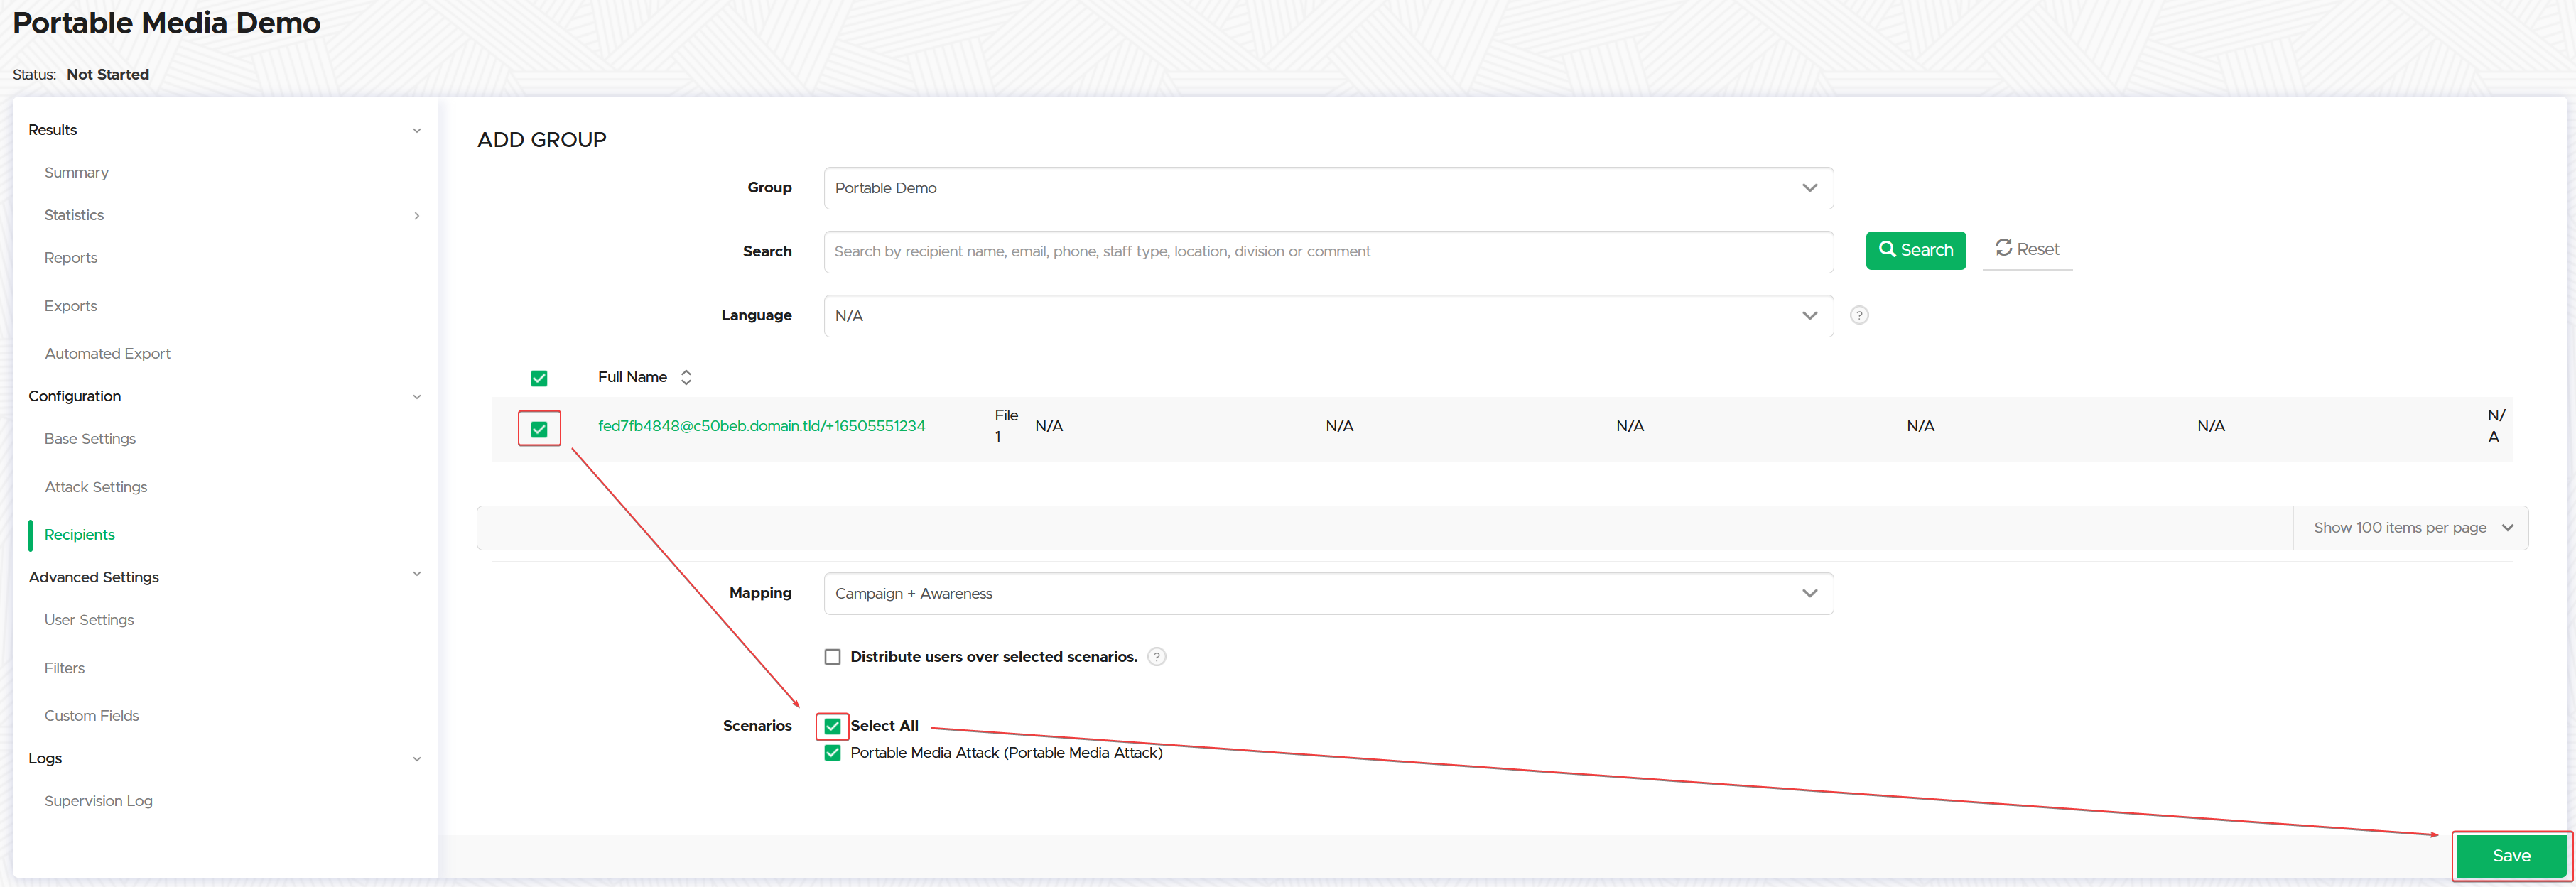 Portable Media Demo
Status: Not Started
Results
Summary
Statistics
Reports
Exports
Automated Export
Configuration
Base Settings
Attack Settings
Recipients
Advanced Settings
User Settings
Filters
Custom Fields
Logs
Supervision Log
ADD GROUP
Group Portable Demo
Search Search by recipient name, email, phone, staff type, location, division or comment Search Reset
Language N/A ?
Full Name
fed7fb4848@c50beb.domain.tld/+16505551234 File 1 N/A N/A N/A N/A N/A N/A
Show 100 items per page
Mapping Campaign + Awareness
Distribute users over selected scenarios. ?
Scenarios Select All
Portable Media Attack (Portable Media Attack)
Save